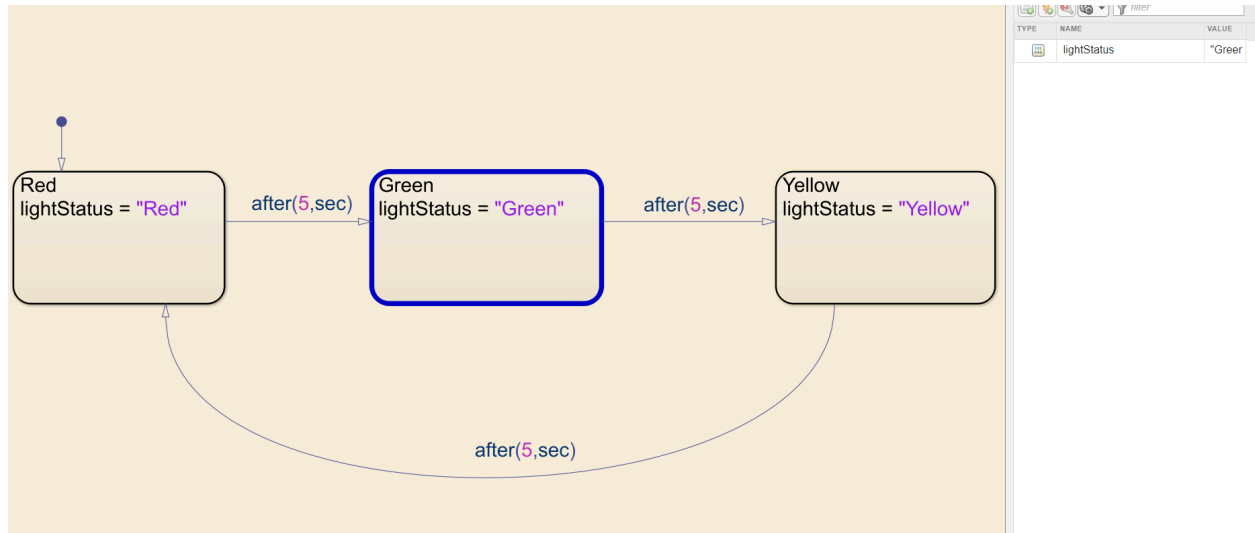 filter
TYPE NAME VALUE
lightStatus "Greer
Red
lightStatus = "Red"
after(5,sec)
Green
lightStatus = "Green"
after(5,sec)
Yellow
lightStatus = "Yellow"
after(5,sec)